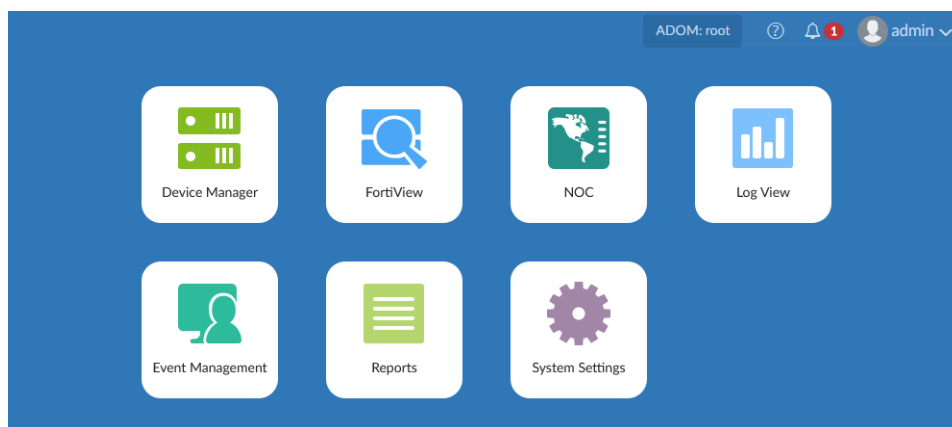 ADOM: root
1
admin
Device Manager
FortiView
NOC
Log View
Event Management
Reports
System Settings